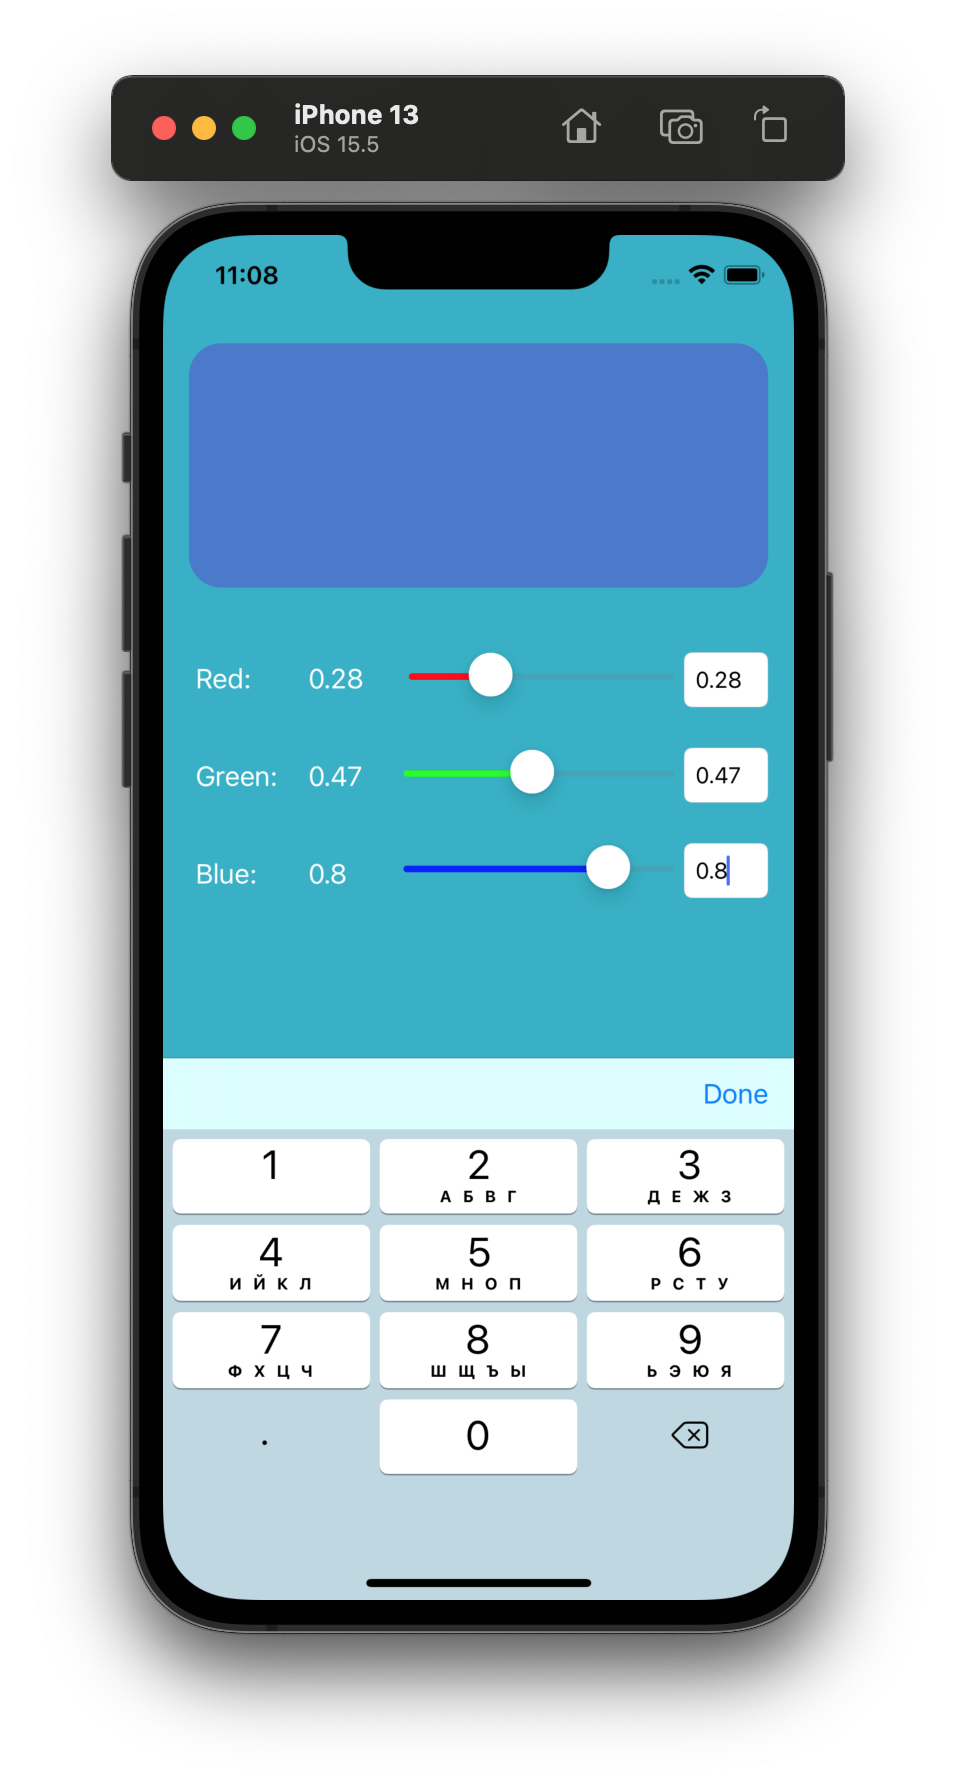 iPhone 13
iOS 15.5
11:08
Red: 0.28 0.28
Green: 0.47 0.47
Blue: 0.8 0.8
Done
1 2 3
А Б В Г Д Е Ж З
4 5 6
И Й К Л М Н О П Р С Т У
7 8 9
Ф Х Ц Ч Ш Щ Ъ Ы Ь Э Ю Я
. 0